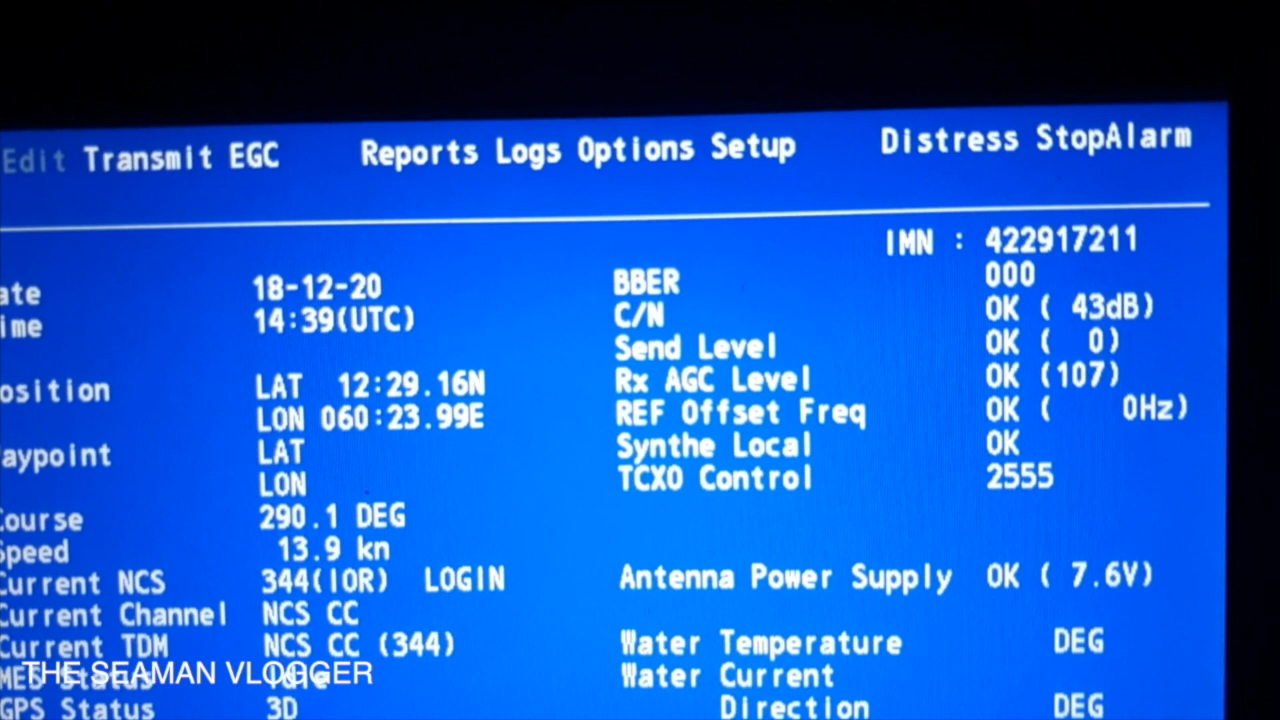 Edit Transmit EGC Reports Logs Options Setup Distress StopAlarm
IMN : 422917211
ate 18-12-20 BBER 000
ime 14:39(UTC) C/N OK ( 43dB)
Send Level OK ( 0)
osition LAT 12:29.16N Rx AGC Level OK (107)
LON 060:23.99E REF Offset Freq OK ( 0Hz)
aypoint LAT Synthe Local OK
LON TCXO Control 2555
Course 290.1 DEG
Speed 13.9 kn
Current NCS 344(IOR) LOGIN Antenna Power Supply OK ( 7.6V)
Current Channel NCS CC
Current TDM NCS CC (344) Water Temperature DEG
MES Status Idle Water Current
THE SEAMAN VLOGGER
GPS Status 3D Direction DEG